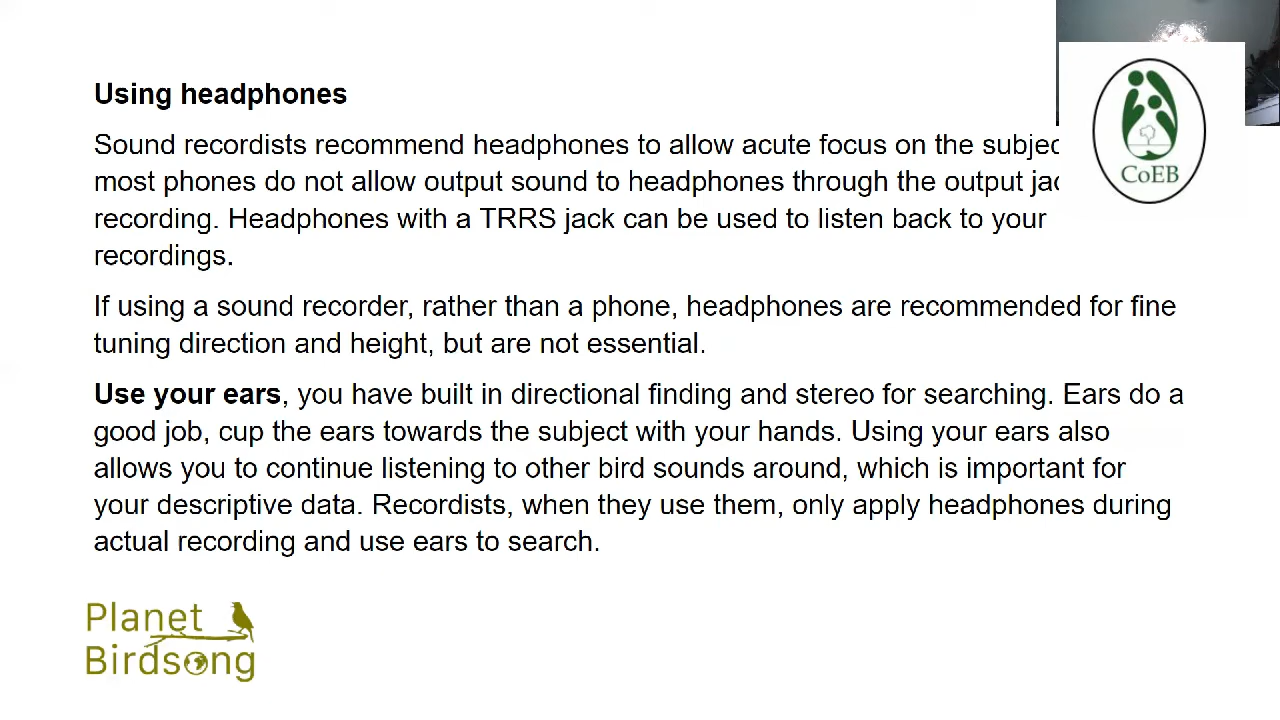 Using headphones
Sound recordists recommend headphones to allow acute focus on the
most phones do not allow output sound to headphones through the output
recording. Headphones with a TRRS jack can be used to listen back to your
recordings.
If using a sound recorder, rather than a phone, headphones are recommended for fine
tuning direction and height, but are not essential.
Use your ears, you have built in directional finding and stereo for searching. Ears do a
good job, cup the ears towards the subject with your hands. Using your ears also
allows you to continue listening to other bird sounds around, which is important for
your descriptive data. Recordists, when they use them, only apply headphones during
actual recording and use ears to search.
CoEB
Planet
Birdsong